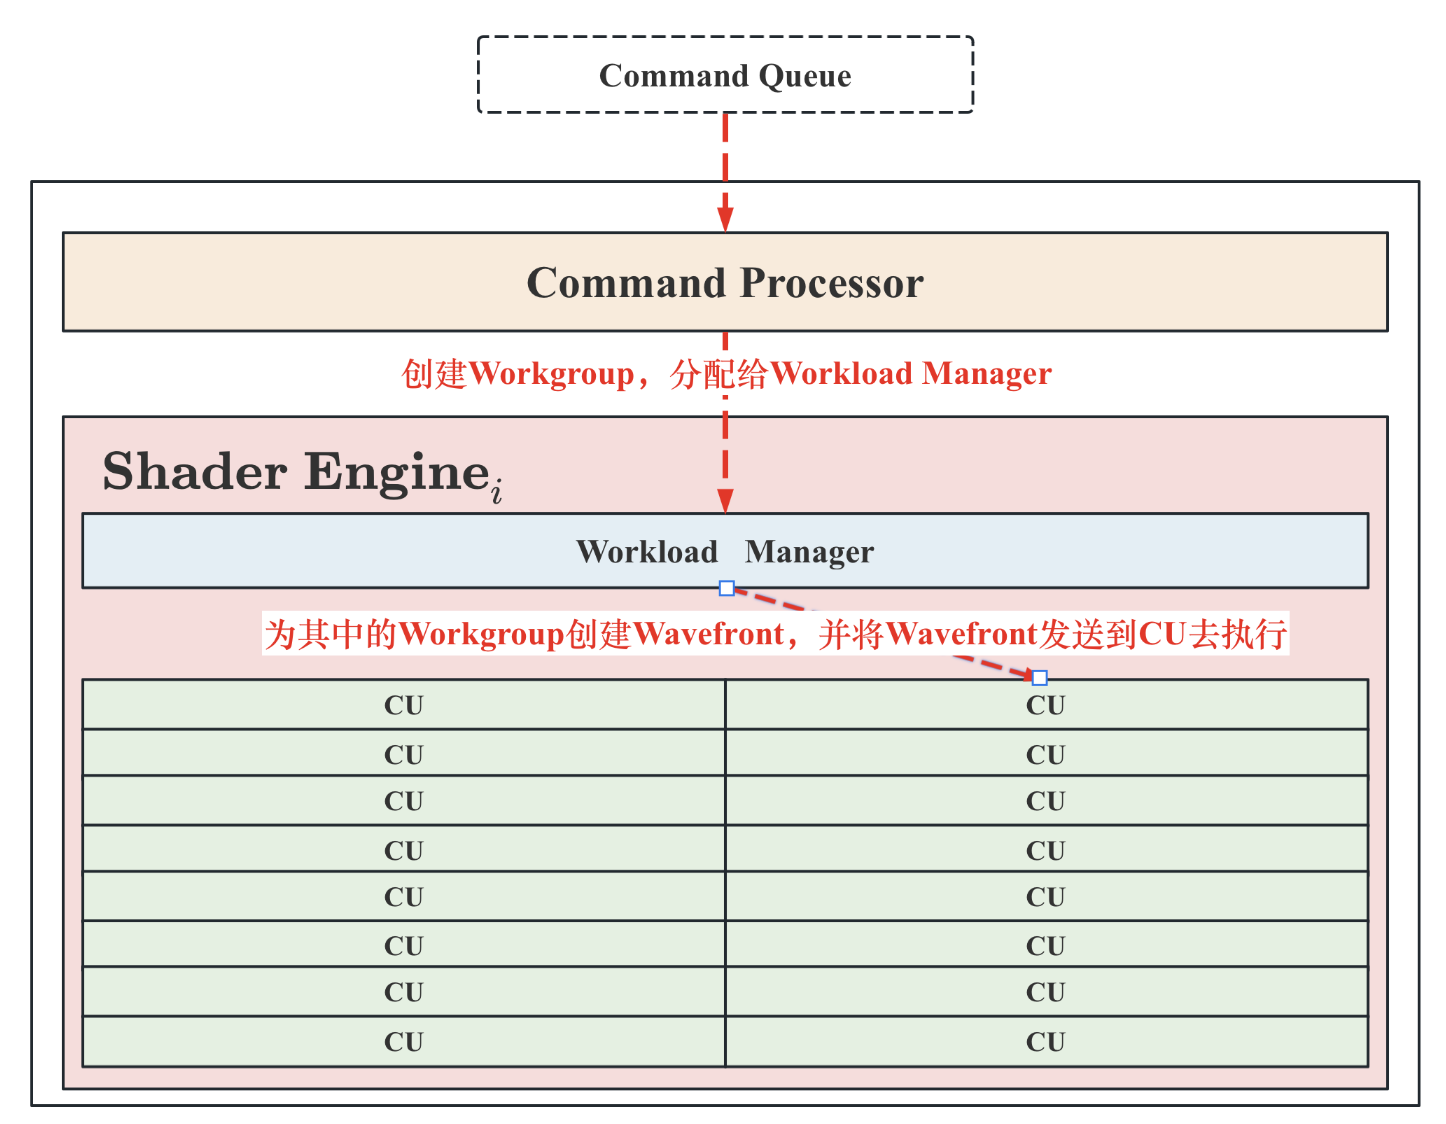 Command Queue
Command Processor
创建Workgroup，分配给Workload Manager
Shader Engine_i
Workload Manager
为其中的Workgroup创建Wavefront，并将Wavefront发送到CU去执行
CU CU
CU CU
CU CU
CU CU
CU CU
CU CU
CU CU
CU CU